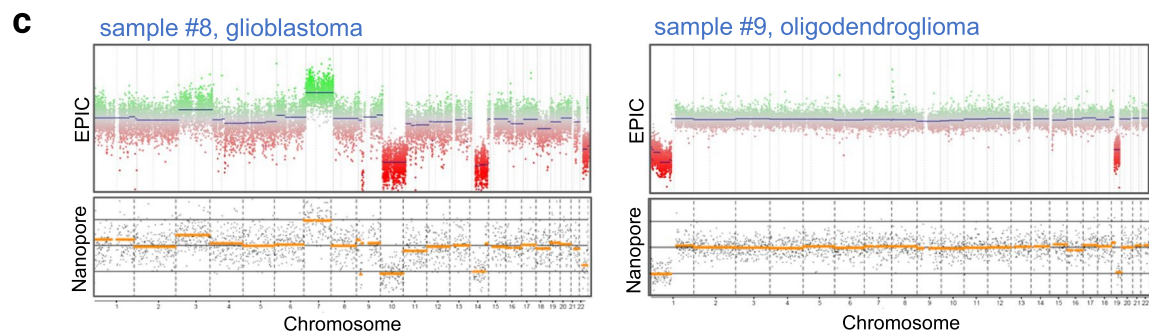 c
sample #8, glioblastoma
sample #9, oligodendroglioma
EPIC
EPIC
Nanopore
Nanopore
1 2 3 4 5 6 7 8 9 10 11 12 13 14 15 16 17 18 19 20 21 22
1 2 3 4 5 6 7 8 9 10 11 12 13 14 15 16 17 18 19 20 21 22
Chromosome
Chromosome